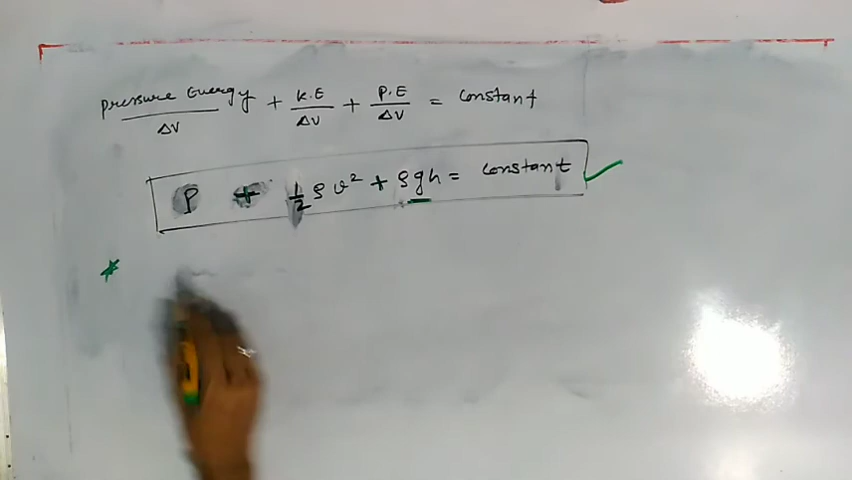 Pressure Energy/ΔV + K.E/ΔV + P.E/ΔV = constant
P + 1/2 ρ v² + ρgh = constant ✓
*